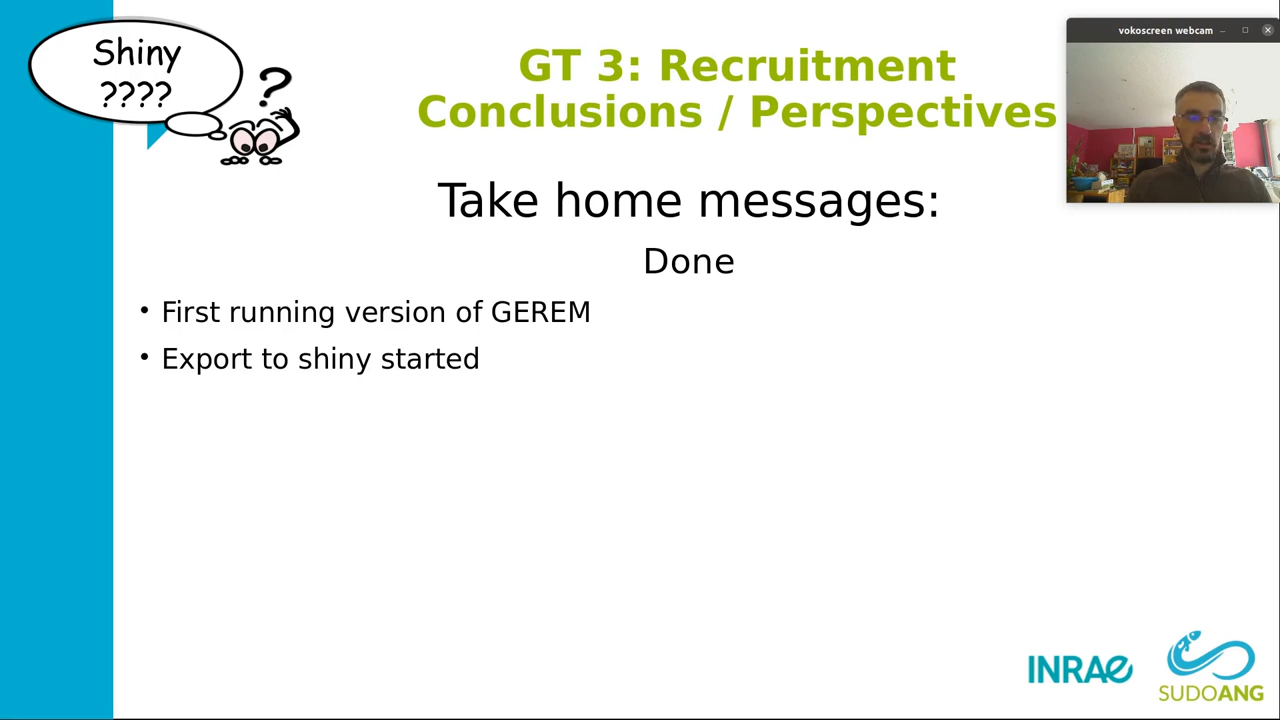 Shiny
????
?
GT 3: Recruitment
Conclusions / Perspectives
vokoscreen webcam
Take home messages:
Done
• First running version of GEREM
• Export to shiny started
INRAE
SUDOANG